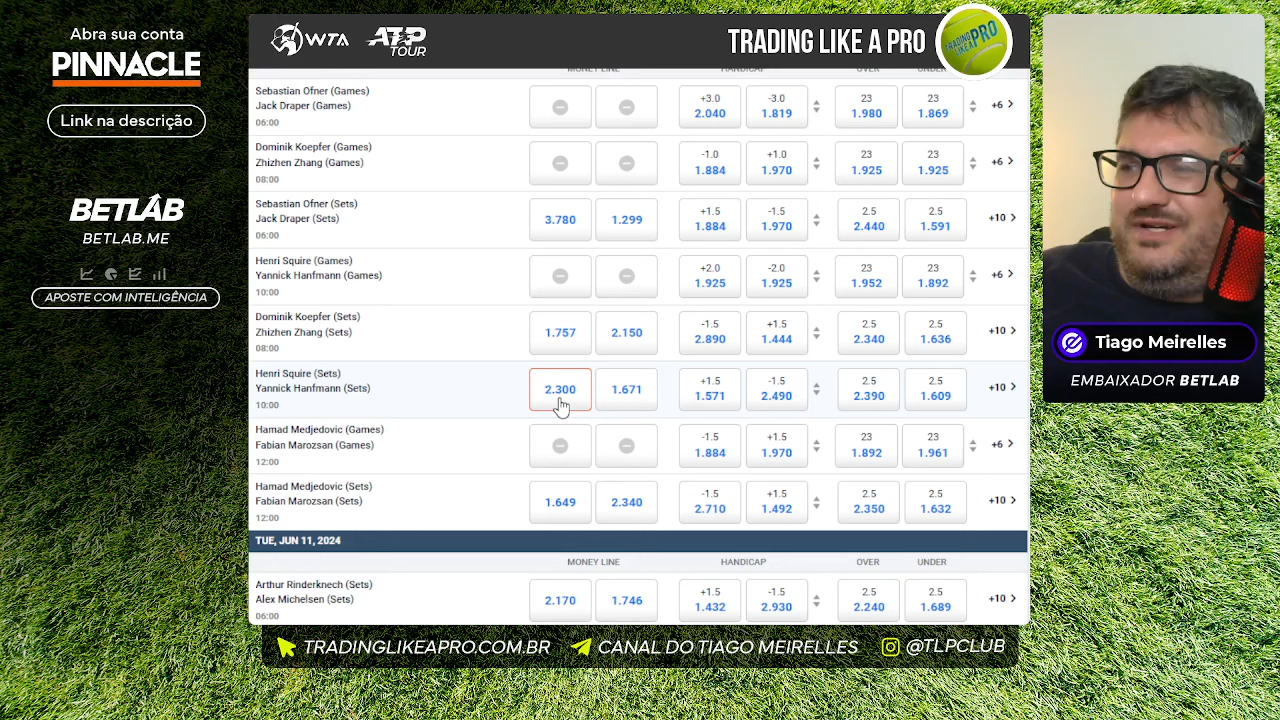 Abra sua conta
PINNACLE
Link na descrição
BETLAB
BETLAB.ME
APOSTE COM INTELIGÊNCIA
WTA
ATP
TOUR
TRADING LIKE A PRO
TRADING
LIKE A PRO
MONEY LINE HANDICAP OVER UNDER
Sebastian Ofner (Games)
Jack Draper (Games)
06:00
+3.0 -3.0 23 23
2.040 1.819 1.980 1.869
+6
Dominik Koepfer (Games)
Zhizhen Zhang (Games)
08:00
-1.0 +1.0 23 23
1.884 1.970 1.925 1.925
+6
Sebastian Ofner (Sets)
Jack Draper (Sets)
06:00
3.780 1.299
+1.5 -1.5 2.5 2.5
1.884 1.970 2.440 1.591
+10
Henri Squire (Games)
Yannick Hanfmann (Games)
10:00
+2.0 -2.0 23 23
1.925 1.925 1.952 1.892
+6
Dominik Koepfer (Sets)
Zhizhen Zhang (Sets)
08:00
1.757 2.150
-1.5 +1.5 2.5 2.5
2.890 1.444 2.340 1.636
+10
Henri Squire (Sets)
Yannick Hanfmann (Sets)
10:00
2.300 1.671
+1.5 -1.5 2.5 2.5
1.571 2.490 2.390 1.609
+10
Hamad Medjedovic (Games)
Fabian Marozsan (Games)
12:00
-1.5 +1.5 23 23
1.884 1.970 1.892 1.961
+6
Hamad Medjedovic (Sets)
Fabian Marozsan (Sets)
12:00
1.649 2.340
-1.5 +1.5 2.5 2.5
2.710 1.492 2.350 1.632
+10
TUE, JUN 11, 2024
MONEY LINE HANDICAP OVER UNDER
Arthur Rinderknech (Sets)
Alex Michelsen (Sets)
06:00
2.170 1.746
+1.5 -1.5 2.5 2.5
1.432 2.930 2.240 1.689
+10
Tiago Meirelles
EMBAIXADOR BETLAB
TRADINGLIKEAPRO.COM.BR
CANAL DO TIAGO MEIRELLES
@TLPCLUB